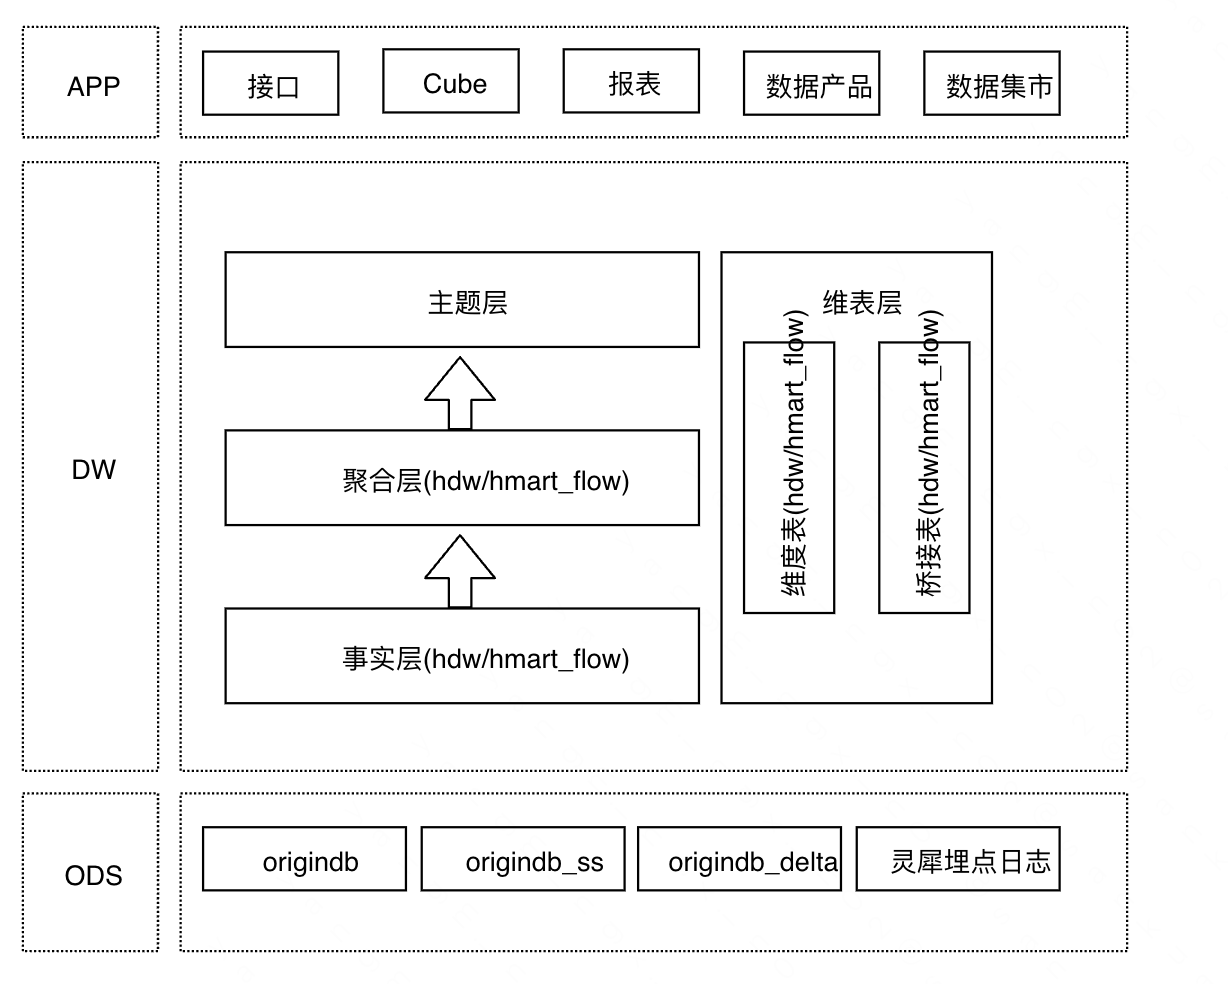 APP
接口
Cube
报表
数据产品
数据集市
DW
主题层
聚合层(hdw/hmart_flow)
事实层(hdw/hmart_flow)
维表层
维度表(hdw/hmart_flow)
桥接表(hdw/hmart_flow)
ODS
origindb
origindb_ss
origindb_delta
灵犀埋点日志